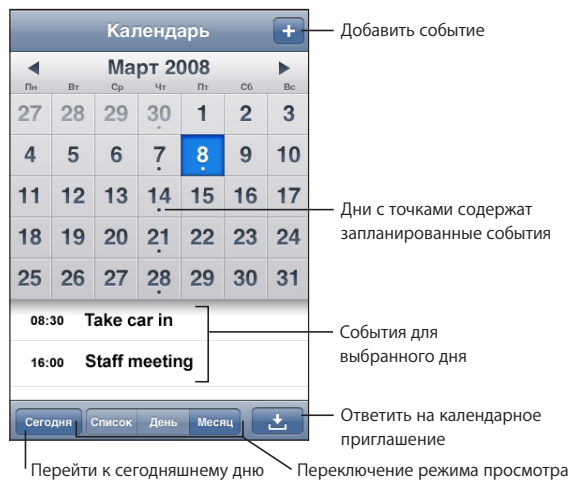 Календарь
+
Добавить событие
Март 2008
Пн Вт Ср Чт Пт Сб Вс
27 28 29 30 1 2 3
4 5 6 7 8 9 10
11 12 13 14 15 16 17
Дни с точками содержат
запланированные события
18 19 20 21 22 23 24
25 26 27 28 29 30 31
08:30 Take car in
16:00 Staff meeting
События для
выбранного дня
Сегодня Список День Месяц
Ответить на календарное
приглашение
Перейти к сегодняшнему дню
Переключение режима просмотра